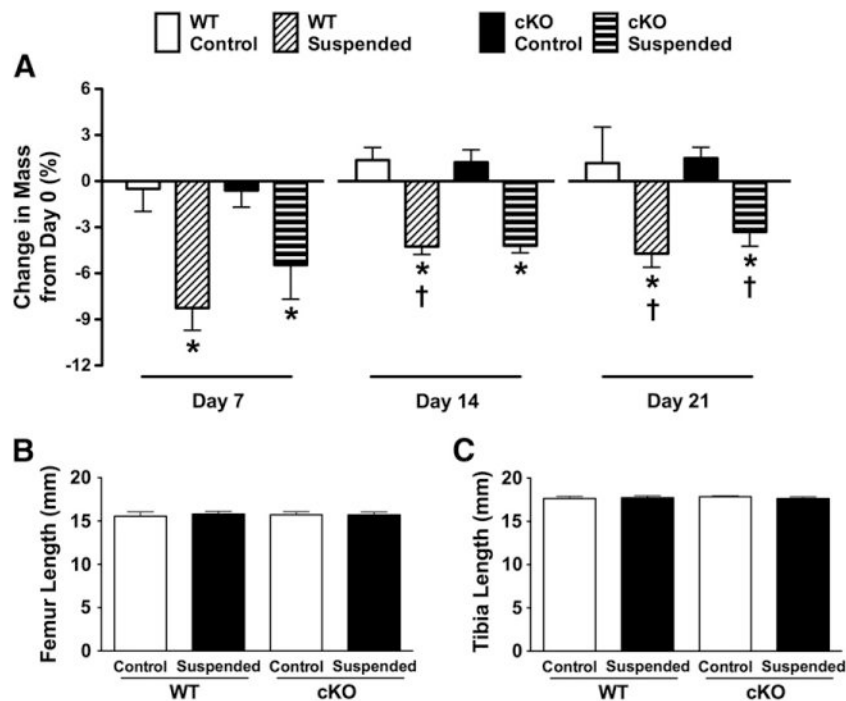 WT Control
WT Suspended
cKO Control
cKO Suspended
A
Change in Mass
from Day 0 (%)
6
3
0
-3
-6
-9
-12
*
*
*
†
*
*
†
*
†
Day 7
Day 14
Day 21
B
Femur Length (mm)
20
15
10
5
0
Control Suspended Control Suspended
WT cKO
C
Tibia Length (mm)
20
15
10
5
0
Control Suspended Control Suspended
WT cKO